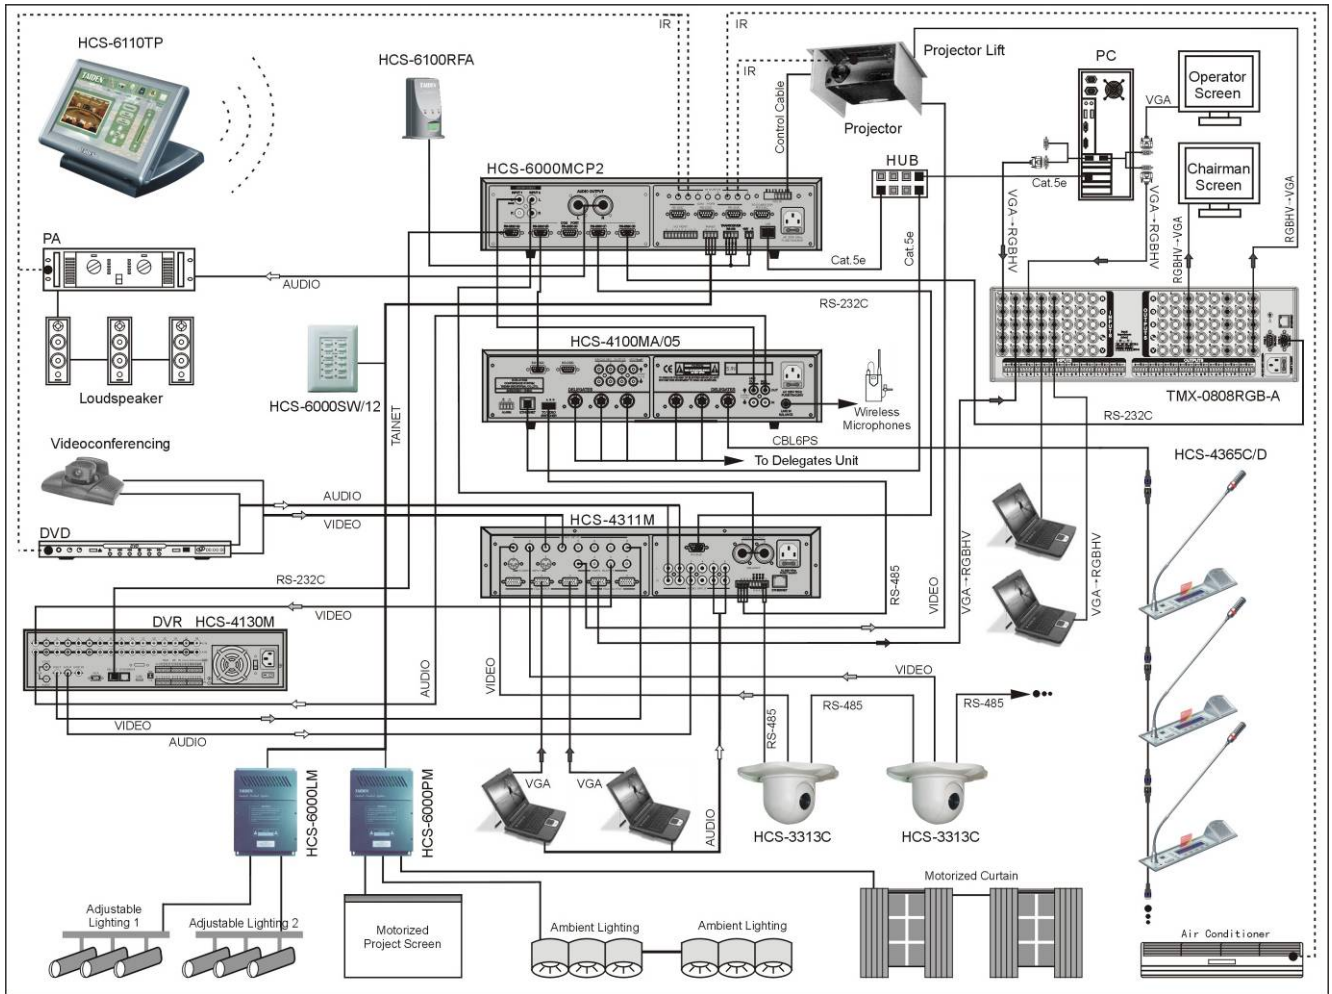 IR
IR
HCS-6110TP
HCS-6100RFA
Projector Lift
PC
Operator
Screen
VGA
IR
Control Cable
Projector
HUB
Cat.5e
Chairman
Screen
HCS-6000MCP2
AUDIO OUTPUT
VGA→RGBHV
VGA→RGBHV
RGBHV→VGA
RGBHV→VGA
PA
Cat.5e
Cat.5e
AUDIO
RS-232C
HCS-4100MA/05
TMX-0808RGB-A
Loudspeaker
HCS-6000SW/12
DELEGATES
DELEGATES
Wireless
Microphones
RS-232C
TAINET
CBL6PS
To Delegates Unit
HCS-4365C/D
Videoconferencing
AUDIO
VIDEO
DVD
HCS-4311M
RS-232C
VIDEO
RS-485
VIDEO
VGA→RGBHV
VGA→RGBHV
DVR HCS-4130M
AUDIO
VIDEO
VIDEO
RS-485
RS-485
RS-485
VIDEO
AUDIO
HCS-6000LM
HCS-6000PM
VGA
VGA
AUDIO
HCS-3313C
HCS-3313C
Adjustable
Lighting 1
Adjustable Lighting 2
Motorized
Project Screen
Ambient Lighting
Ambient Lighting
Motorized Curtain
Air Conditioner